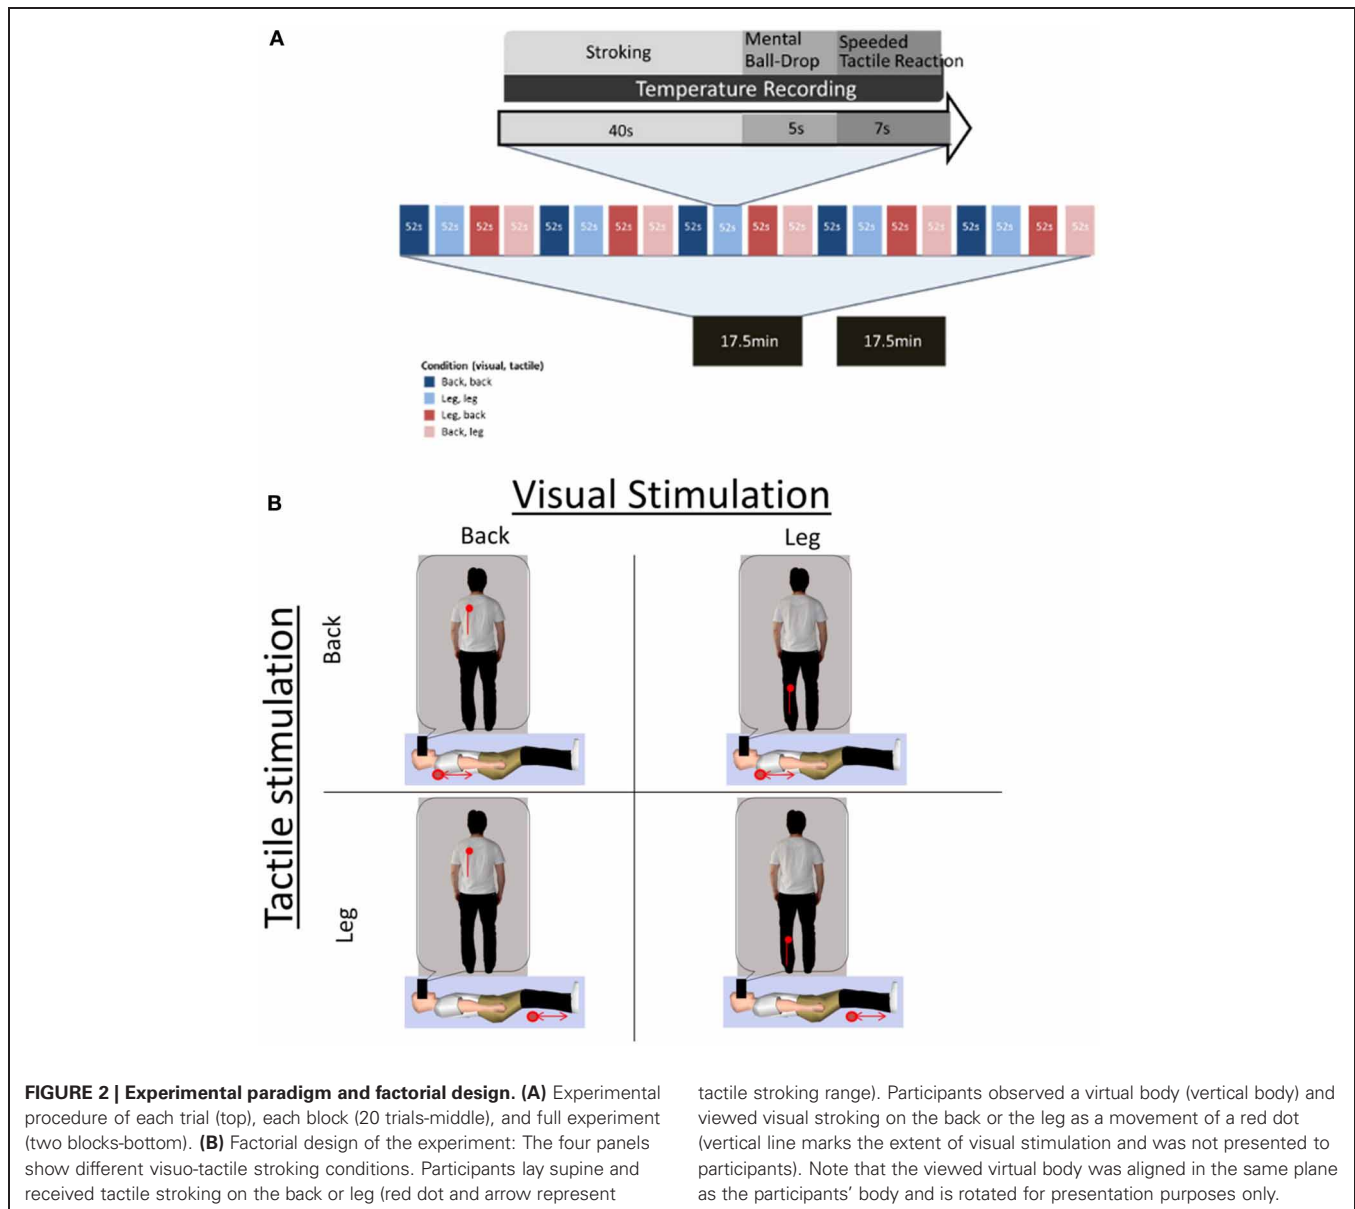 A
Stroking
Mental
Ball-Drop
Speeded
Tactile Reaction
Temperature Recording
40s
5s
7s
52s 52s 52s 52s 52s 52s 52s 52s 52s 52s 52s 52s 52s 52s 52s 52s 52s 52s 52s 52s
17.5min
17.5min
Condition (visual, tactile)
Back, back
Leg, leg
Leg, back
Back, leg
B
Visual Stimulation
Back
Leg
Tactile stimulation
Back
Leg
FIGURE 2 | Experimental paradigm and factorial design. (A) Experimental
procedure of each trial (top), each block (20 trials-middle), and full experiment
(two blocks-bottom). (B) Factorial design of the experiment: The four panels
show different visuo-tactile stroking conditions. Participants lay supine and
received tactile stroking on the back or leg (red dot and arrow represent
tactile stroking range). Participants observed a virtual body (vertical body) and
viewed visual stroking on the back or the leg as a movement of a red dot
(vertical line marks the extent of visual stimulation and was not presented to
participants). Note that the viewed virtual body was aligned in the same plane
as the participants' body and is rotated for presentation purposes only.